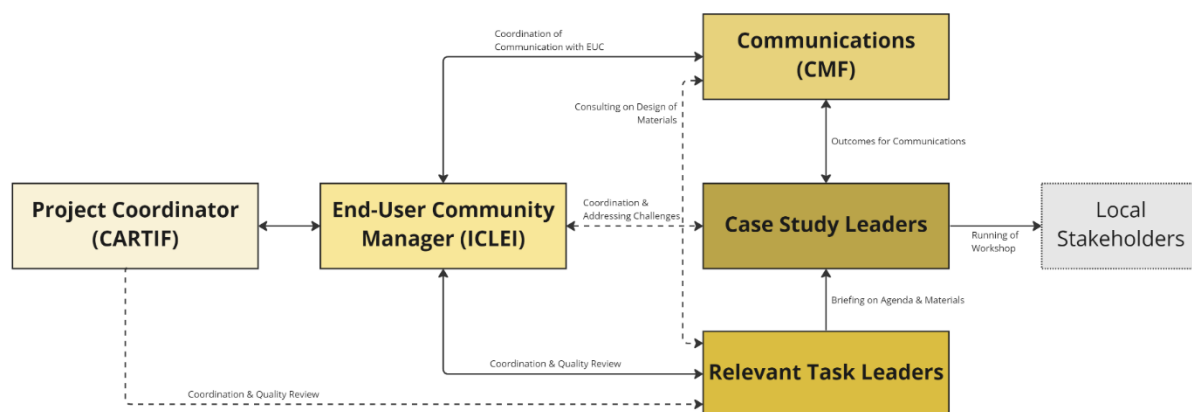 Coordination of
Communication with EUC
Communications
(CMF)
Consulting on Design of
Materials
Outcomes for Communications
Project Coordinator
(CARTIF)
End-User Community
Manager (ICLEI)
Coordination &
Addressing Challenges
Case Study Leaders
Running of
Workshop
Local
Stakeholders
Briefing on Agenda & Materials
Coordination & Quality Review
Relevant Task Leaders
Coordination & Quality Review